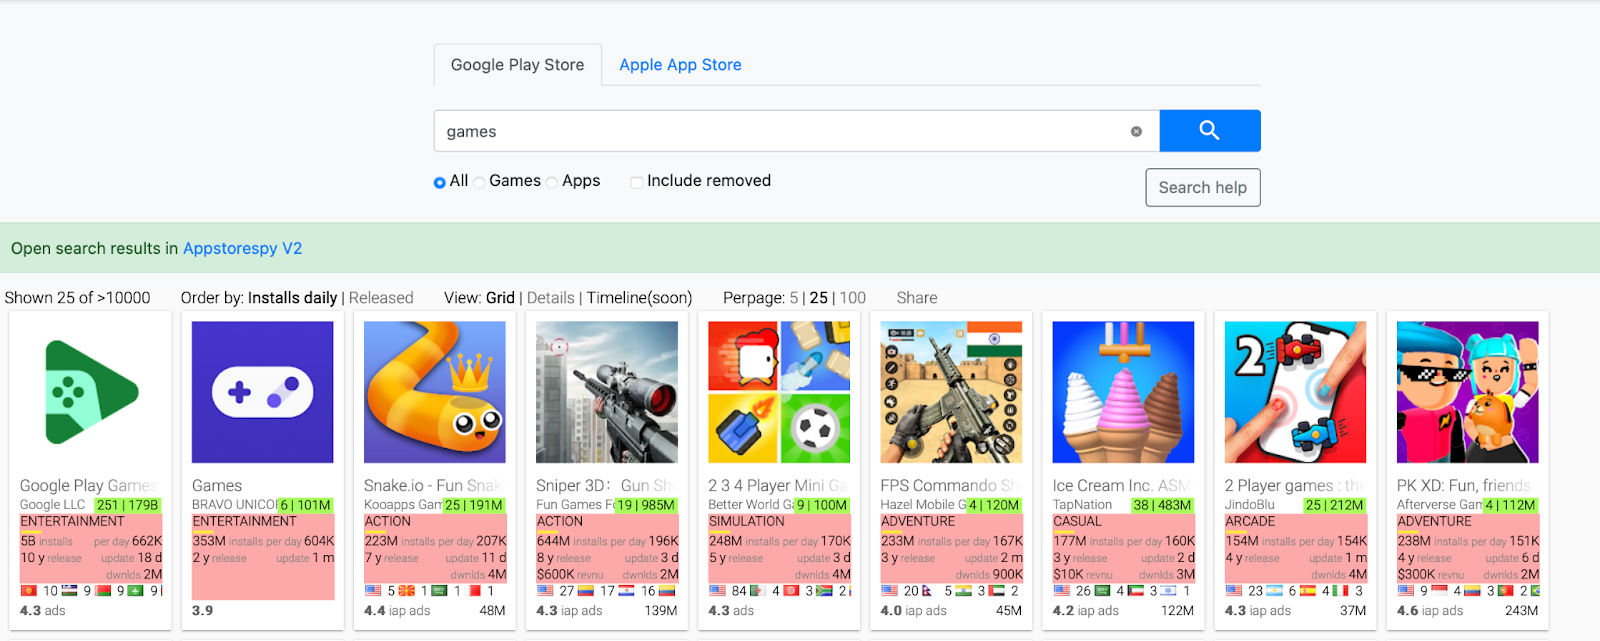 Google Play Store
Apple App Store
games
All Games Apps Include removed
Search help
Open search results in Appstorespy V2
Shown 25 of >10000 Order by: Installs daily | Released View: Grid | Details | Timeline(soon) Perpage: 5 | 25 | 100 Share
2
Google Play Games
Google LLC 251 | 179B
ENTERTAINMENT
5B installs per day 662K
10 y release update 18 d
dwnlds 2M
10 9 9 9
4.3 ads
Games
BRAVO UNICO 6 | 101M
ENTERTAINMENT
353M installs per day 604K
2 y release update 1 m
3.9
Snake.io - Fun Snak
Kooapps Gam 25 | 191M
ACTION
223M installs per day 207K
7 y release update 11 d
dwnlds 4M
5 1 1 1
4.4 iap ads 48M
Sniper 3D: Gun Sh
Fun Games F 19 | 985M
ACTION
644M installs per day 196K
8 y release update 3 d
$600K revnu dwnlds 2M
27 17 16
4.3 iap ads 139M
2 3 4 Player Mini Ga
Better World Ga 9 | 100M
SIMULATION
248M installs per day 170K
5 y release update 3 d
dwnlds 4M
84 4 3 2
4.3 ads
FPS Commando Sh
Hazel Mobile G 4 | 120M
ADVENTURE
233M installs per day 167K
3 y release update 2 m
dwnlds 900K
20 5 3 2
4.0 iap ads 45M
Ice Cream Inc. ASM
TapNation 38 | 483M
CASUAL
177M installs per day 160K
3 y release update 2 d
$10K revnu dwnlds 3M
26 4 3 1
4.2 iap ads 122M
2 Player games : the
JindoBlu 25 | 212M
ARCADE
154M installs per day 154K
4 y release update 1 m
dwnlds 4M
23 6 4 3
4.3 iap ads 37M
PK XD: Fun, friends
Afterverse Gam 4 | 112M
ADVENTURE
238M installs per day 151K
4 y release update 6 d
$300K revnu dwnlds 2M
9 4 3 2
4.6 iap ads 243M